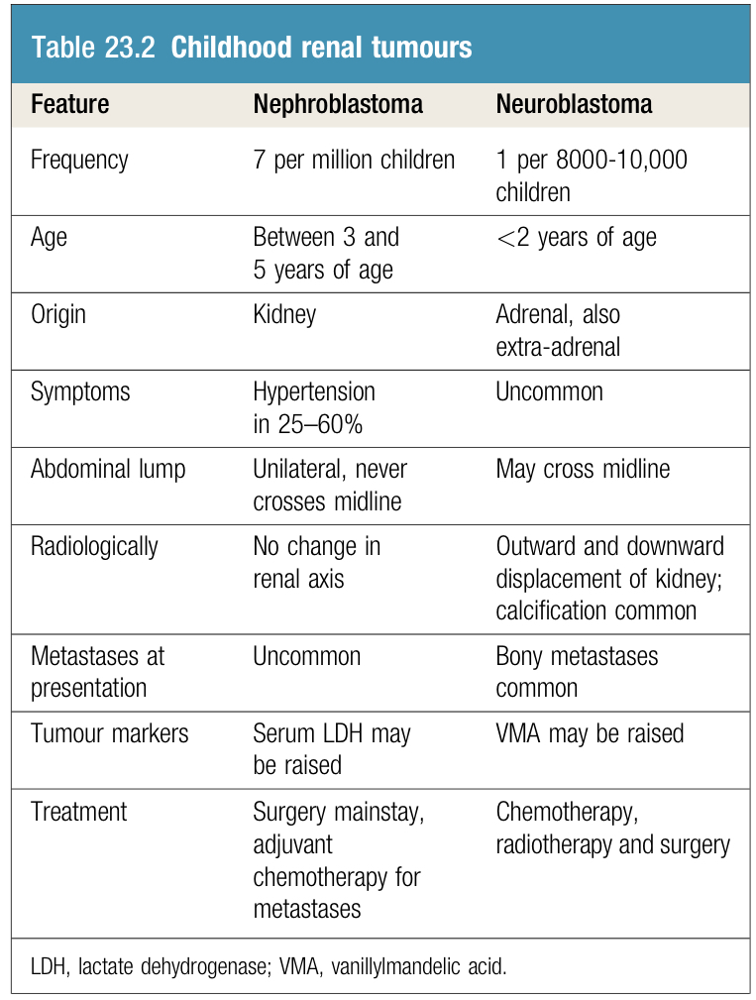 Table 23.2 Childhood renal tumours
Feature Nephroblastoma Neuroblastoma
Frequency 7 per million children 1 per 8000-10,000
children
Age Between 3 and <2 years of age
5 years of age
Origin Kidney Adrenal, also
extra-adrenal
Symptoms Hypertension Uncommon
in 25–60%
Abdominal lump Unilateral, never May cross midline
crosses midline
Radiologically No change in Outward and downward
renal axis displacement of kidney;
calcification common
Metastases at Uncommon Bony metastases
presentation common
Tumour markers Serum LDH may VMA may be raised
be raised
Treatment Surgery mainstay, Chemotherapy,
adjuvant radiotherapy and surgery
chemotherapy for
metastases
LDH, lactate dehydrogenase; VMA, vanillylmandelic acid.